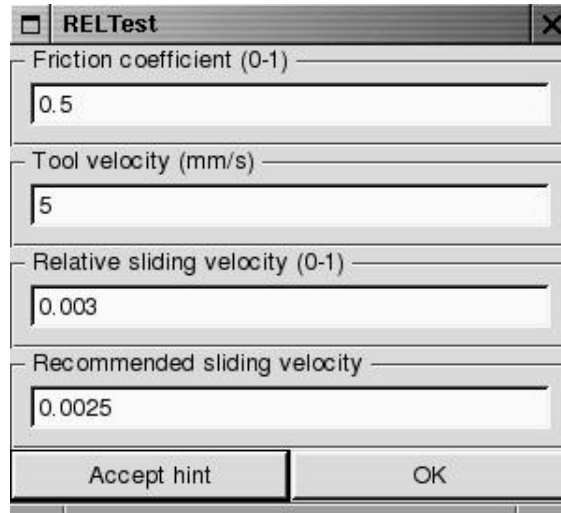 RELTest
Friction coefficient (0-1)
0.5
Tool velocity (mm/s)
5
Relative sliding velocity (0-1)
0.003
Recommended sliding velocity
0.0025
Accept hint OK